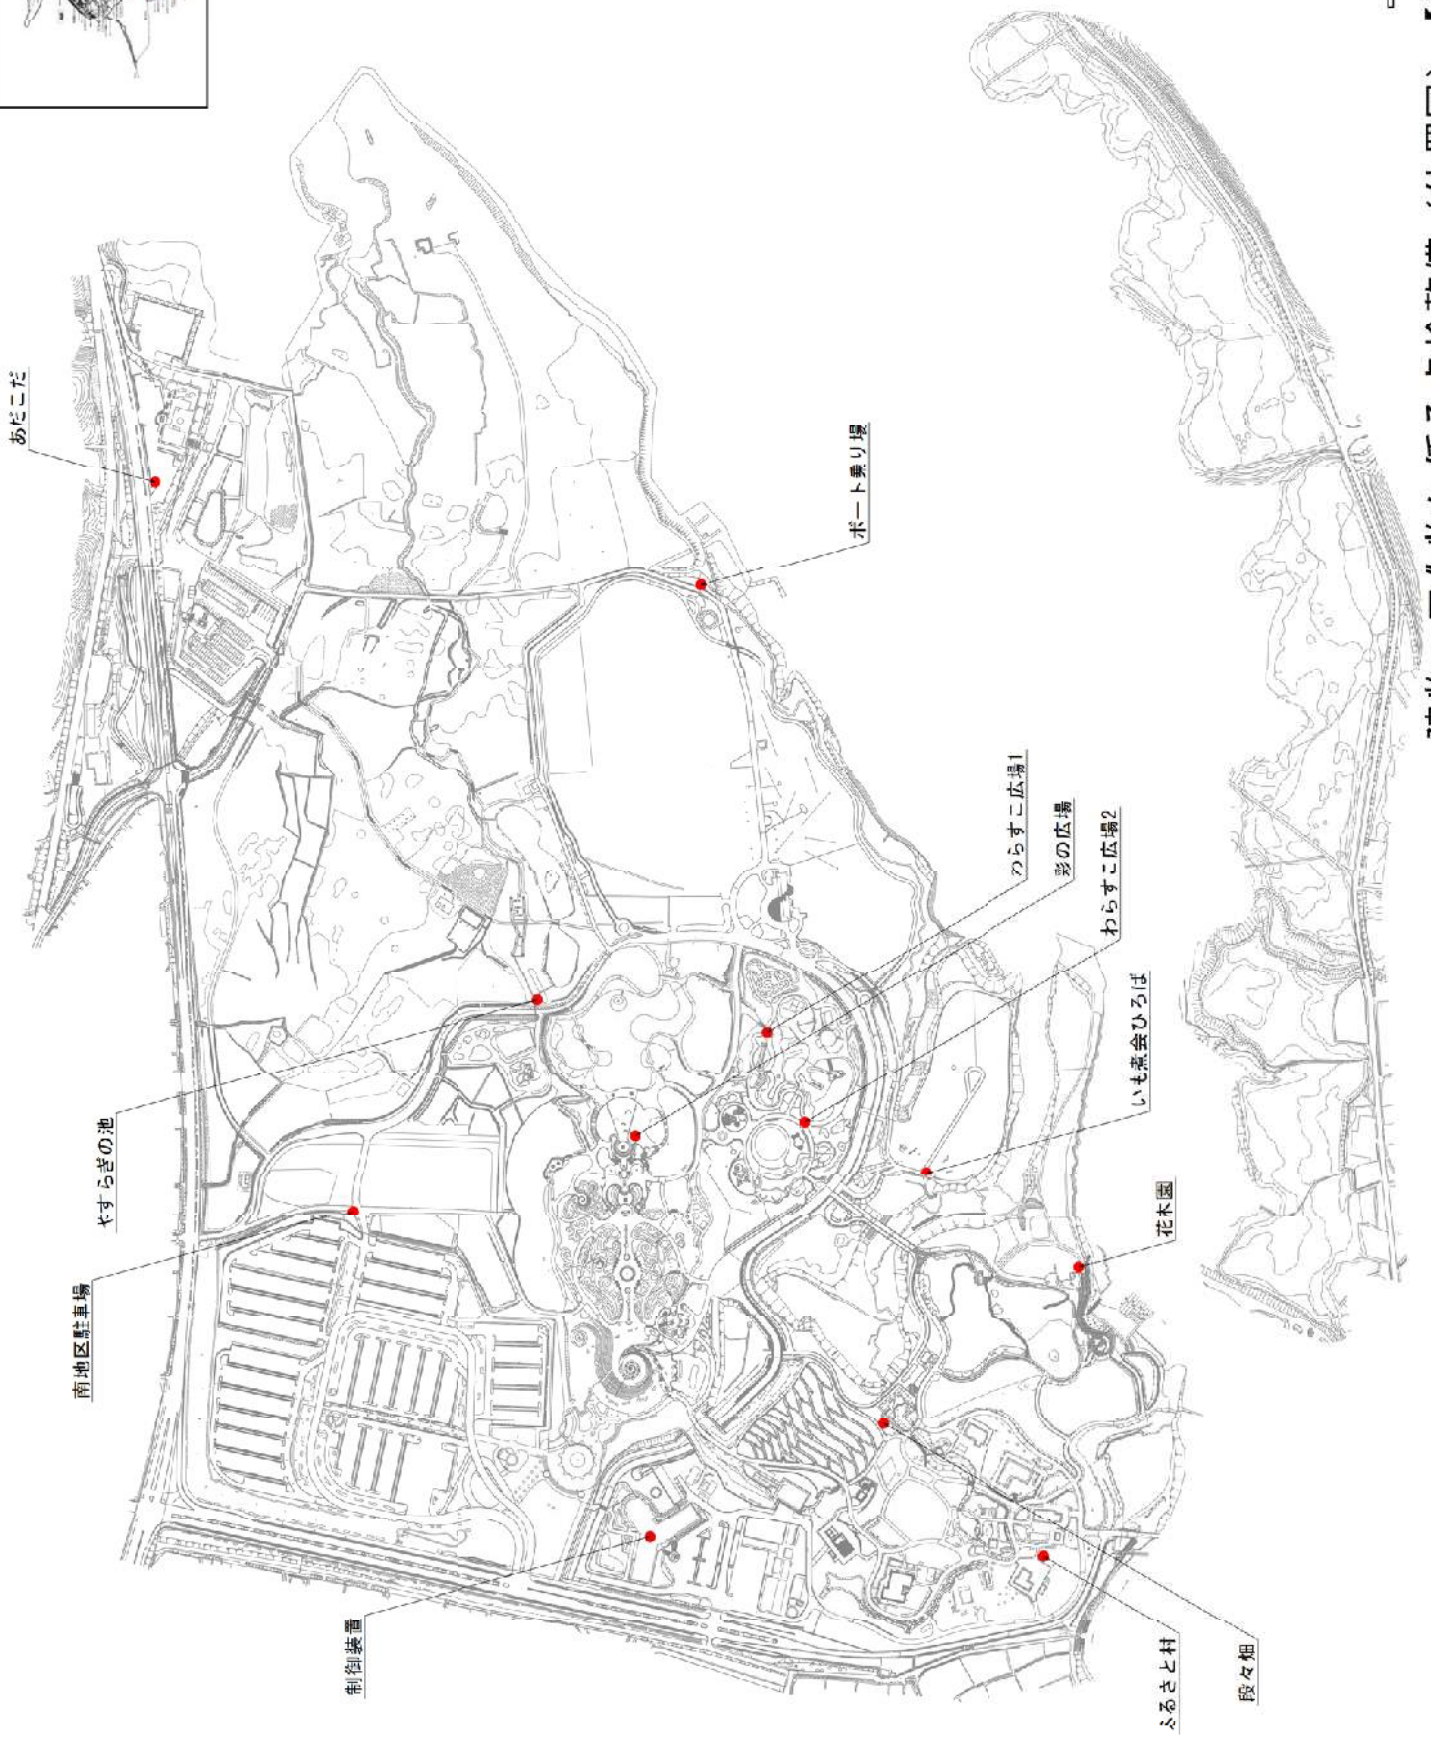 あだこだ
ボート乗り場
わらすこ広場1
彩の広場
わらすこ広場2
やすらぎの池
いも煮会ひろば
花木園
南地区駐車場
制御装置
ふるさと村
段々畑